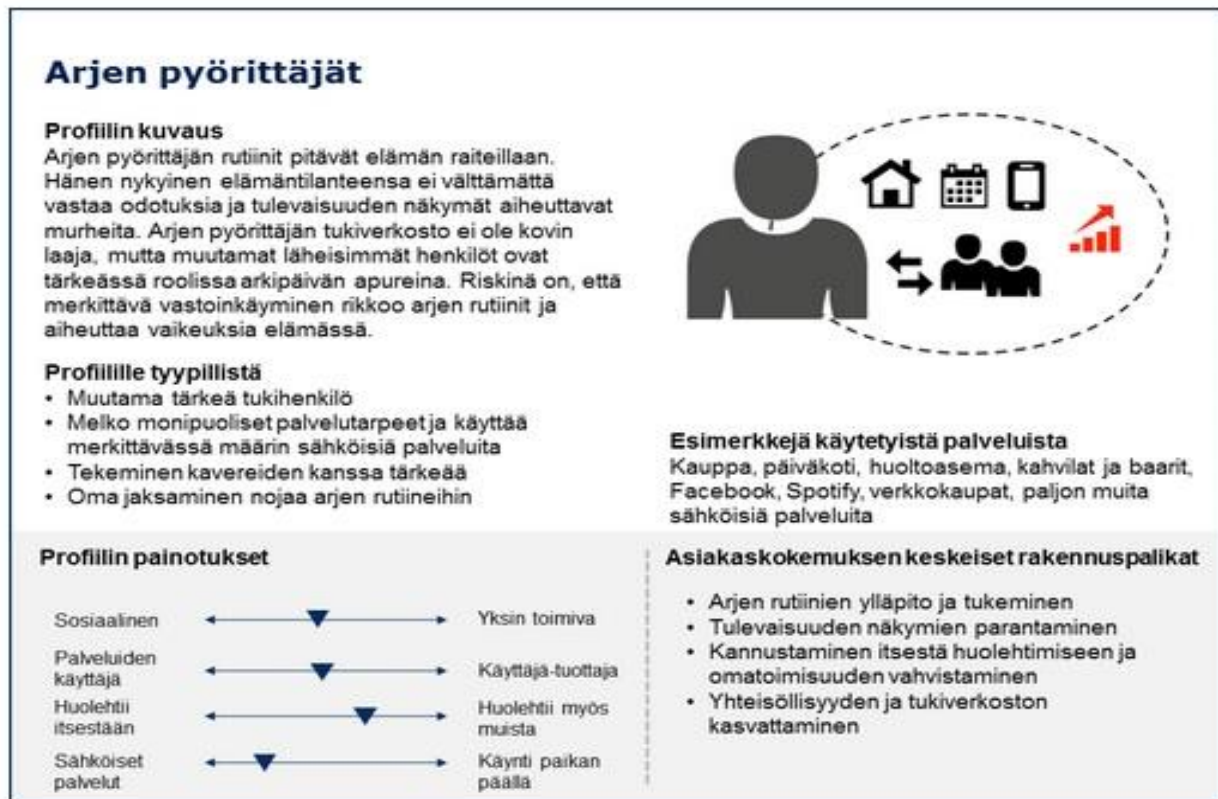 Arjen pyörittäjät
Profiilin kuvaus
Arjen pyörittäjän rutiinit pitävät elämän raiteillaan.
Hänen nykyinen elämäntilanteensa ei välttämättä
vastaa odotuksia ja tulevaisuuden näkymät aiheuttavat
murheita. Arjen pyörittäjän tukiverkosto ei ole kovin
laaja, mutta muutamat läheisimmät henkilöt ovat
tärkeässä roolissa arkipäivän apureina. Riskinä on, että
merkittävä vastoinkäyminen rikkoo arjen rutiinit ja
aiheuttaa vaikeuksia elämässä.
Profiilille tyypillistä
• Muutama tärkeä tukihenkilö
• Melko monipuoliset palvelutarpeet ja käyttää
merkittävässä määrin sähköisiä palveluita
• Tekeminen kavereiden kanssa tärkeää
• Oma jaksaminen nojaa arjen rutiineihin
Esimerkkejä käytetyistä palveluista
Kauppa, päiväkoti, huoltoasema, kahvilat ja baarit,
Facebook, Spotify, verkkokaupat, paljon muita
sähköisiä palveluita
Profiilin painotukset
Sosiaalinen
Yksin toimiva
Palveluiden
käyttäjä
Käyttäjä-tuottaja
Huolehtii
itsestään
Huolehtii myös
muista
Sähköiset
palvelut
Käynti paikan
päällä
Asiakaskokemuksen keskeiset rakennuspalikat
• Arjen rutiinien ylläpito ja tukeminen
• Tulevaisuuden näkymien parantaminen
• Kannustaminen itsestä huolehtimiseen ja
omatoimisuuden vahvistaminen
• Yhteisöllisyyden ja tukiverkoston
kasvattaminen